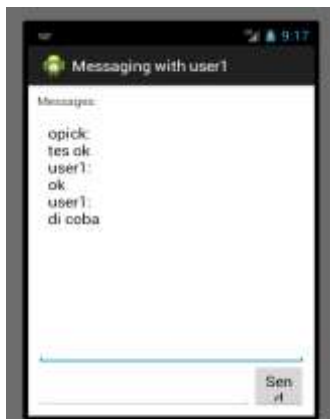 9:17
Messaging with user1
Messages:
opick:
tes ok
user1:
ok
user1:
di coba
Sen
d